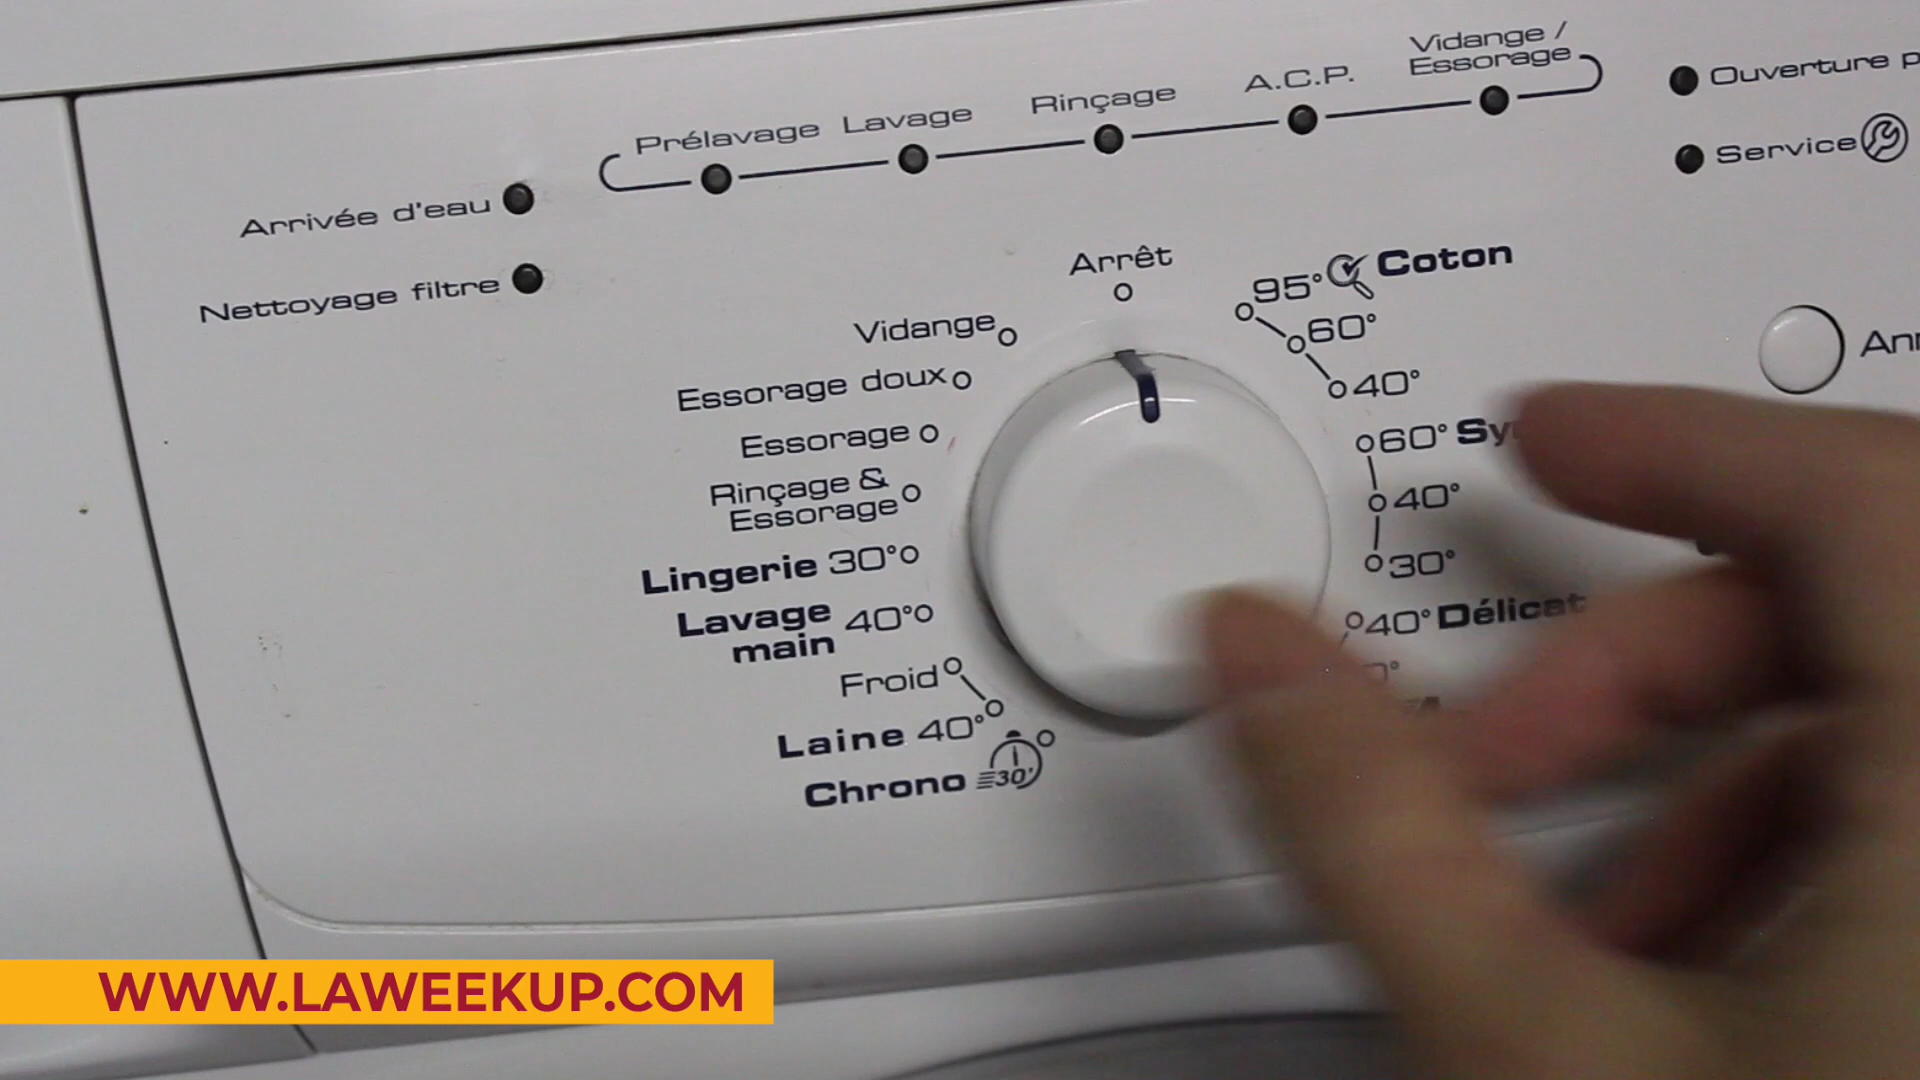 Vidange /
Essorage
A.C.P.
Rinçage
Lavage
Prélavage
Ouverture
Service
Arrivée d'eau
Nettoyage filtre
Arrêt
Vidange
Essorage doux
Essorage
Rinçage &
Essorage
Lingerie 30°
Lavage
main 40°
Froid
Laine 40°
Chrono 30'
95° Coton
60°
40°
60°
40°
30°
40° Délicat
WWW.LAWEEKUP.COM